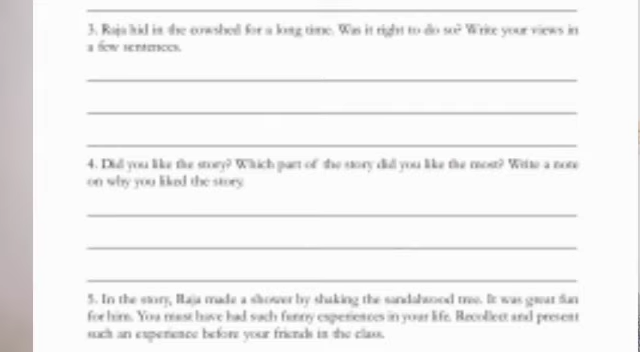 3. Raja hid in the cowshed for a long time. Was it right to do so? Write your views in
a few sentences.
4. Did you like the story? Which part of the story did you like the most? Write a note
on why you liked the story.
5. In the story, Raja made a shower by shaking the sandalwood tree. It was great fun
for him. You must have had such funny experiences in your life. Recollect and present
such an experience before your friends in the class.